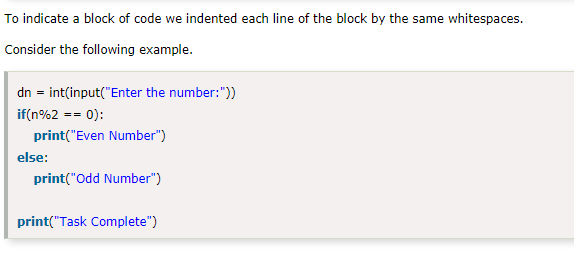 To indicate a block of code we indented each line of the block by the same whitespaces.
Consider the following example.
dn = int(input("Enter the number:"))
if(n%2 == 0):
    print("Even Number")
else:
    print("Odd Number")
print("Task Complete")